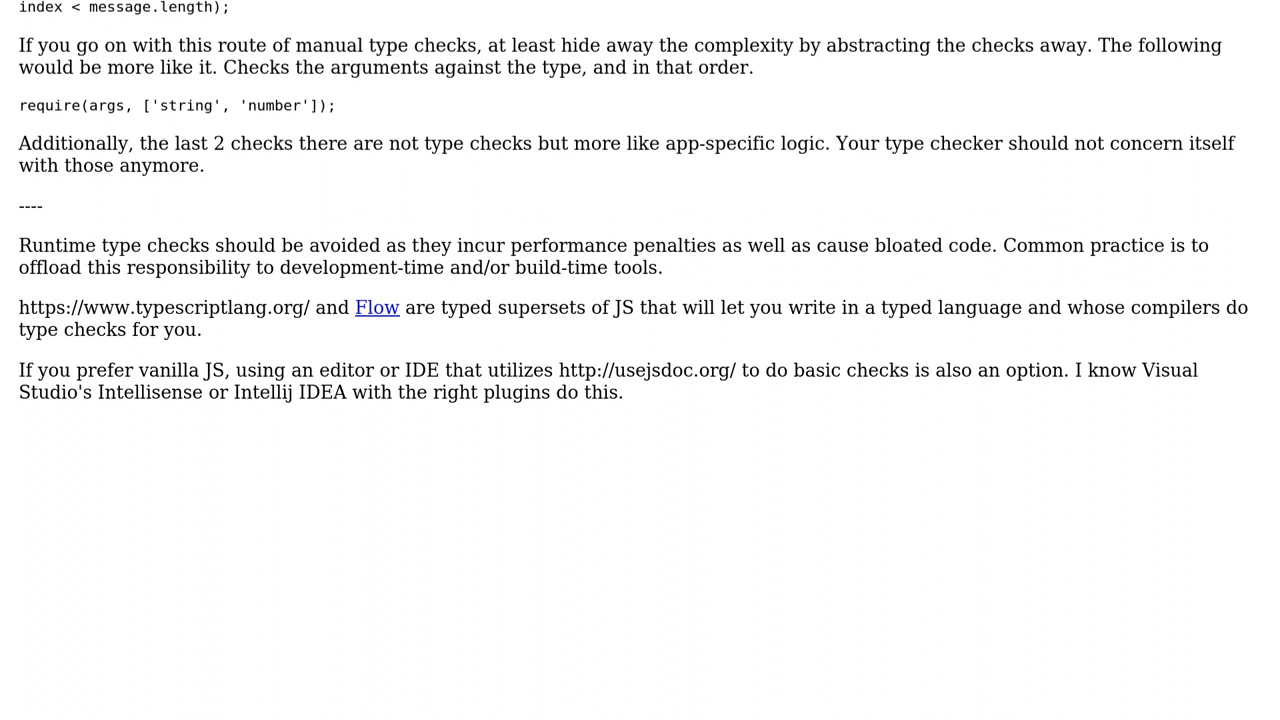 index < message.length);
If you go on with this route of manual type checks, at least hide away the complexity by abstracting the checks away. The following
would be more like it. Checks the arguments against the type, and in that order.
require(args, ['string', 'number']);
Additionally, the last 2 checks there are not type checks but more like app-specific logic. Your type checker should not concern itself
with those anymore.
----
Runtime type checks should be avoided as they incur performance penalties as well as cause bloated code. Common practice is to
offload this responsibility to development-time and/or build-time tools.
https://www.typescriptlang.org/ and Flow are typed supersets of JS that will let you write in a typed language and whose compilers do
type checks for you.
If you prefer vanilla JS, using an editor or IDE that utilizes http://usejsdoc.org/ to do basic checks is also an option. I know Visual
Studio's Intellisense or Intellij IDEA with the right plugins do this.